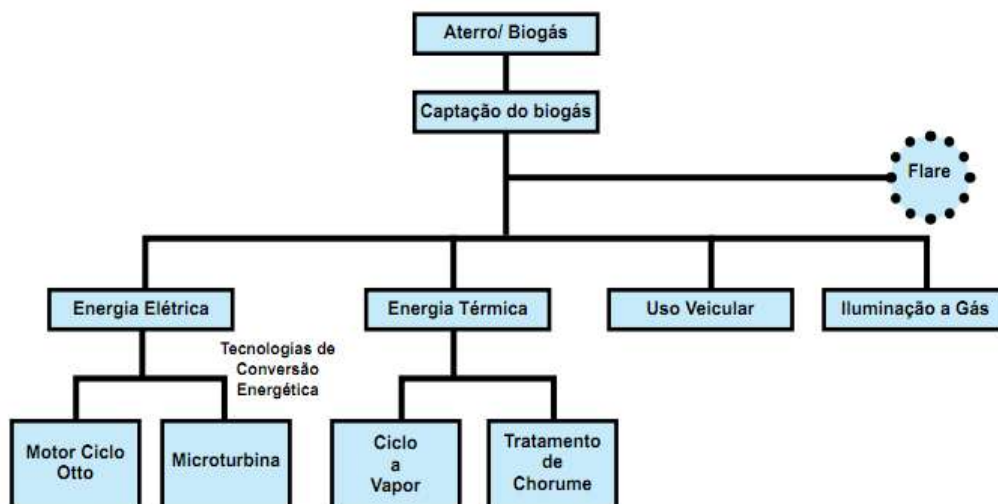 Aterro/ Biogás
Captação do biogás
Flare
Energia Elétrica
Energia Térmica
Uso Veicular
Iluminação a Gás
Tecnologias de
Conversão
Energética
Motor Ciclo
Otto
Microturbina
Ciclo
a
Vapor
Tratamento
de
Chorume